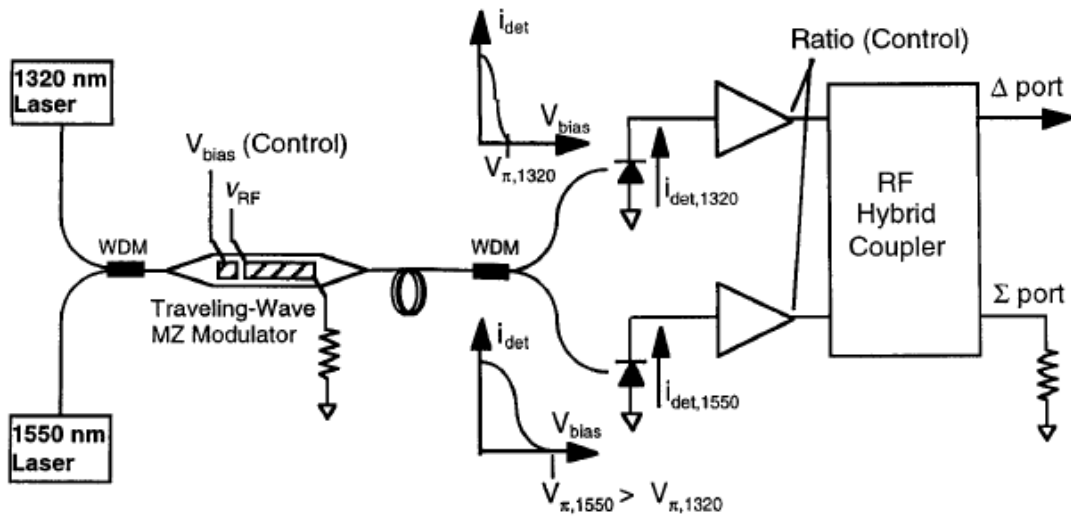 1320 nm
Laser
V_bias (Control)
v_RF
WDM
Traveling-Wave
MZ Modulator
1550 nm
Laser
i_det
V_bias
V_π,1320
WDM
i_det
V_bias
V_π,1550 > V_π,1320
i_det,1320
i_det,1550
Ratio (Control)
RF
Hybrid
Coupler
Δ port
Σ port